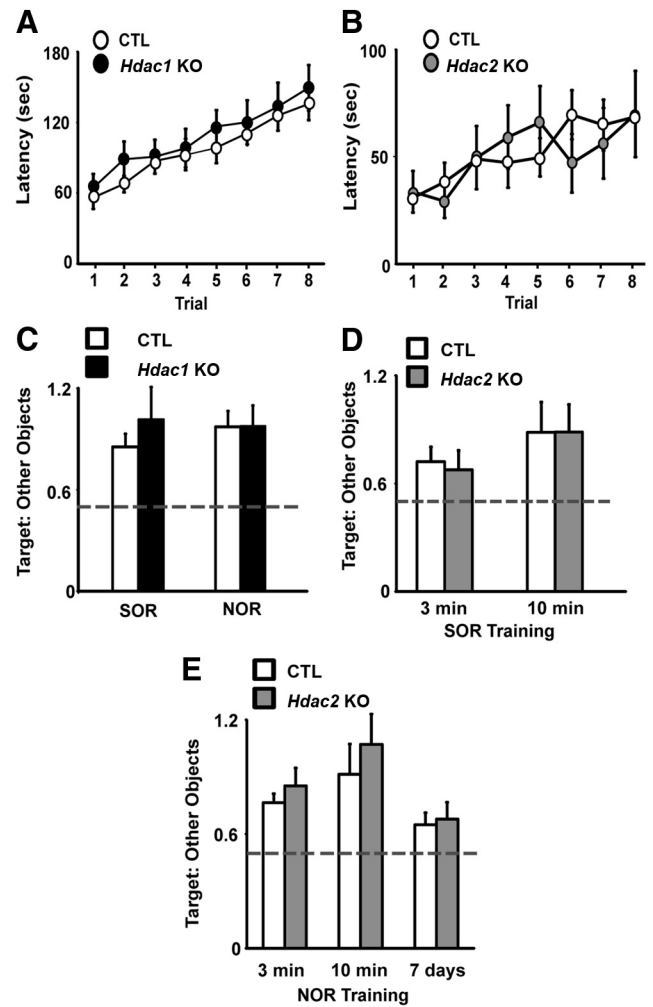 A
CTL
Hdac1 KO
Latency (sec)
180
120
60
0
1 2 3 4 5 6 7 8
Trial
B
CTL
Hdac2 KO
Latency (sec)
100
50
0
1 2 3 4 5 6 7 8
Trial
C
CTL
Hdac1 KO
Target: Other Objects
1.2
0.6
0
SOR NOR
D
CTL
Hdac2 KO
Target: Other Objects
1.2
0.6
0
3 min 10 min
SOR Training
E
CTL
Hdac2 KO
Target: Other Objects
1.2
0.6
0
3 min 10 min 7 days
NOR Training